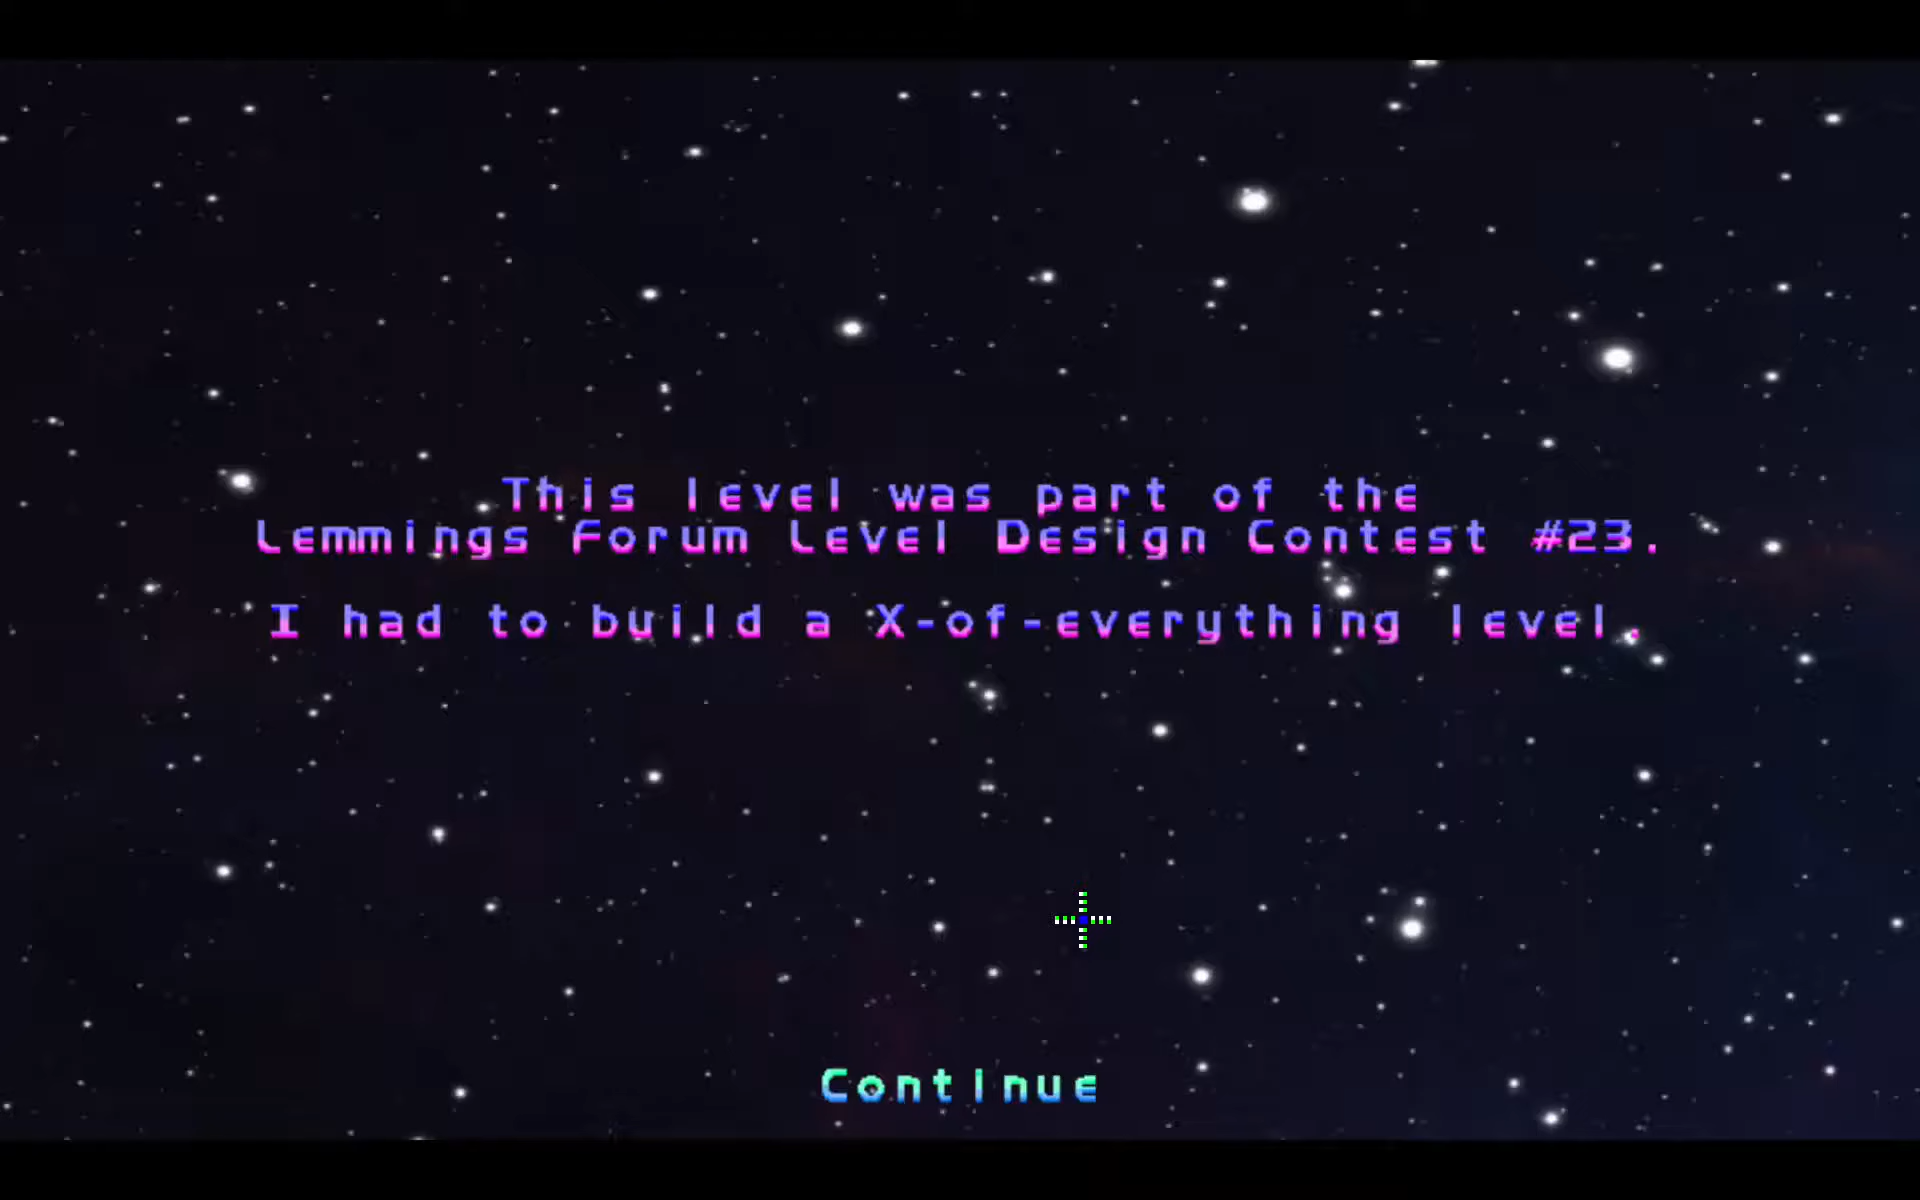 This level was part of the
Lemmings Forum Level Design Contest #23.
I had to build a X-of-everything level.
Continue